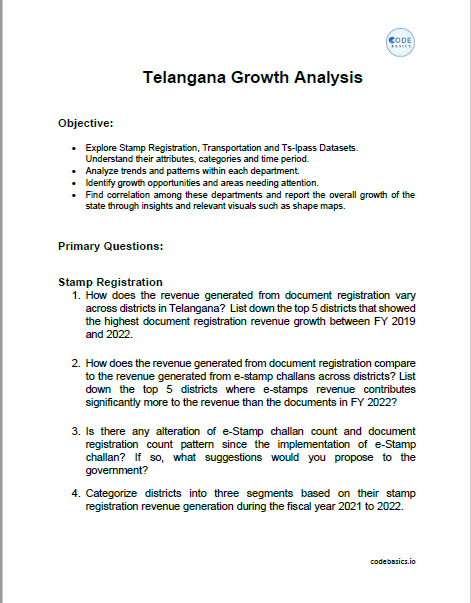 CODE
BASICS
Telangana Growth Analysis
Objective:
• Explore Stamp Registration, Transportation and Ts-Ipass Datasets.
Understand their attributes, categories and time period.
• Analyze trends and patterns within each department.
• Identify growth opportunities and areas needing attention.
• Find correlation among these departments and report the overall growth of the
state through insights and relevant visuals such as shape maps.
Primary Questions:
Stamp Registration
1. How does the revenue generated from document registration vary
across districts in Telangana? List down the top 5 districts that showed
the highest document registration revenue growth between FY 2019
and 2022.
2. How does the revenue generated from document registration compare
to the revenue generated from e-stamp challans across districts? List
down the top 5 districts where e-stamps revenue contributes
significantly more to the revenue than the documents in FY 2022?
3. Is there any alteration of e-Stamp challan count and document
registration count pattern since the implementation of e-Stamp
challan? If so, what suggestions would you propose to the
government?
4. Categorize districts into three segments based on their stamp
registration revenue generation during the fiscal year 2021 to 2022.
codebasics.io